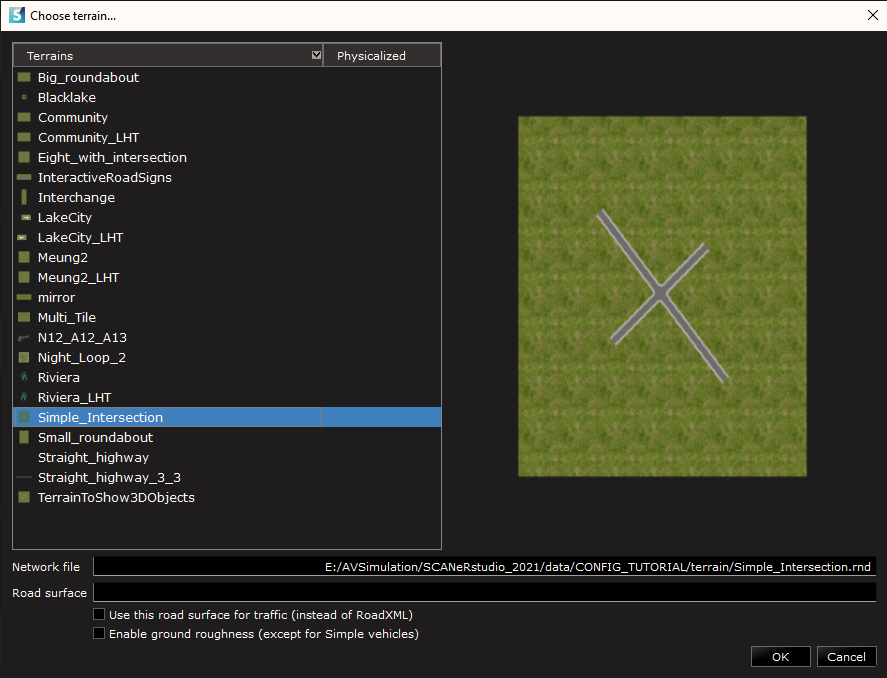 Choose terrain...
Terrains Physicalized
Big_roundabout
Blacklake
Community
Community_LHT
Eight_with_intersection
InteractiveRoadSigns
Interchange
LakeCity
LakeCity_LHT
Meung2
Meung2_LHT
mirror
Multi_Tile
N12_A12_A13
Night_Loop_2
Riviera
Riviera_LHT
Simple_Intersection
Small_roundabout
Straight_highway
Straight_highway_3_3
TerrainToShow3DObjects
Network file E:/AVSimulation/SCANeRstudio_2021/data/CONFIG_TUTORIAL/terrain/Simple_Intersection.rnd
Road surface
Use this road surface for traffic (instead of RoadXML)
Enable ground roughness (except for Simple vehicles)
OK Cancel